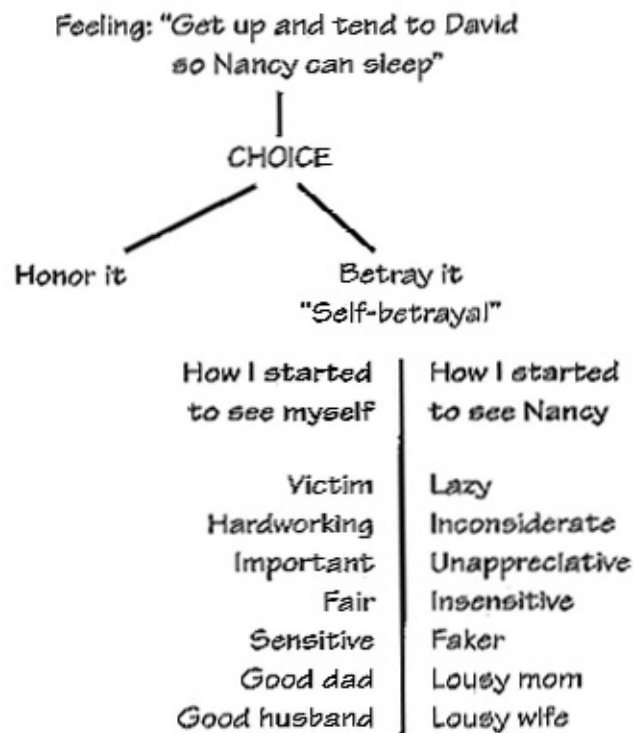 Feeling: "Get up and tend to David
so Nancy can sleep"
CHOICE
Honor it
Betray it
"Self-betrayal"
How I started
to see myself
How I started
to see Nancy
Victim
Lazy
Hardworking
Inconsiderate
Important
Unappreciative
Fair
Insensitive
Sensitive
Faker
Good dad
Lousy mom
Good husband
Lousy wife